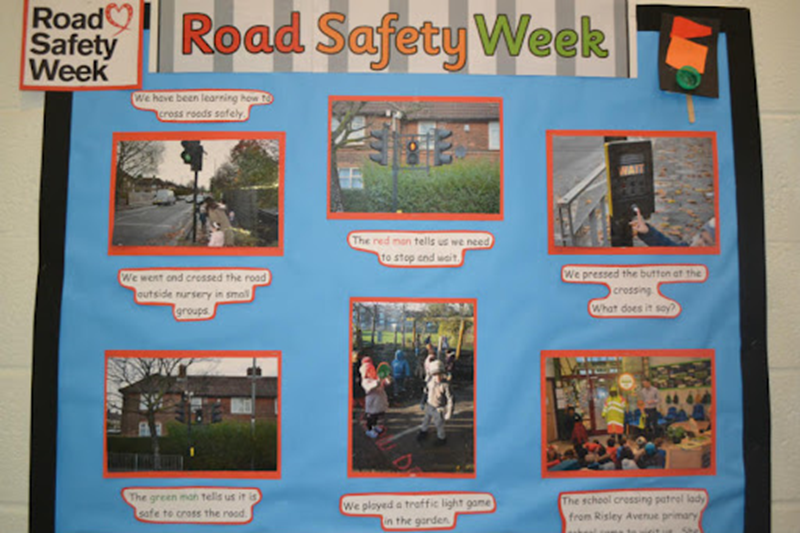 Road
Safety
Week
Road Safety Week
We have been learning how to
cross roads safely.
We went and crossed the road
outside nursery in small
groups.
The red man tells us we need
to stop and wait.
WAIT
We pressed the button at the
crossing.
What does it say?
The green man tells us it is
safe to cross the road.
We played a traffic light game
in the garden.
The school crossing patrol lady
from Risley Avenue primary
school came to visit us. She